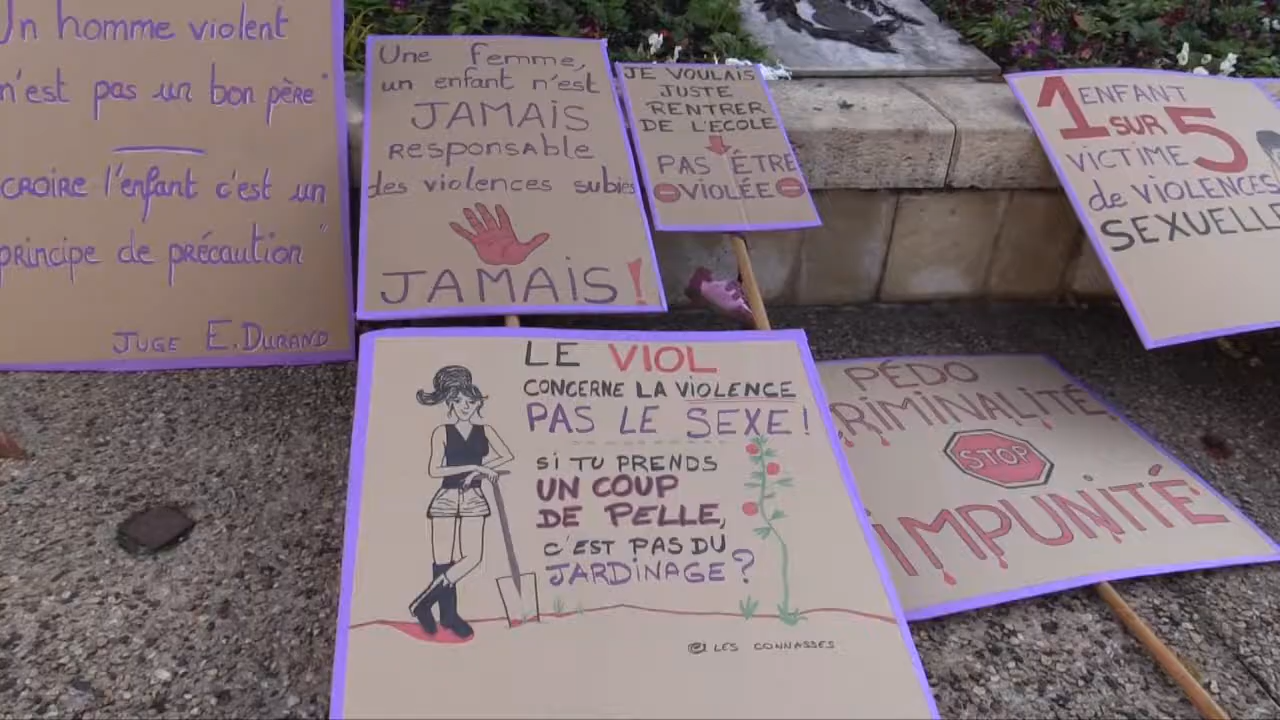 Un homme violent
n'est pas un bon père"
croire l'enfant c'est un
principe de précaution"
JUGE E. DURAND
Une femme,
un enfant n'est
JAMAIS
responsable
des violences subies
JAMAIS !
JE VOULAIS
JUSTE
RENTRER
DE L'ECOLE
PAS ÊTRE
VIOLÉE
1 ENFANT
SUR 5
VICTIME
de VIOLENCES
SEXUELLE
LE VIOL
CONCERNE LA VIOLENCE
PAS LE SEXE !
SI TU PRENDS
UN COUP
DE PELLE,
C'EST PAS DU
JARDINAGE ?
@ LES CONNASSES
PÉDO
CRIMINALITÉ
STOP
IMPUNITÉ